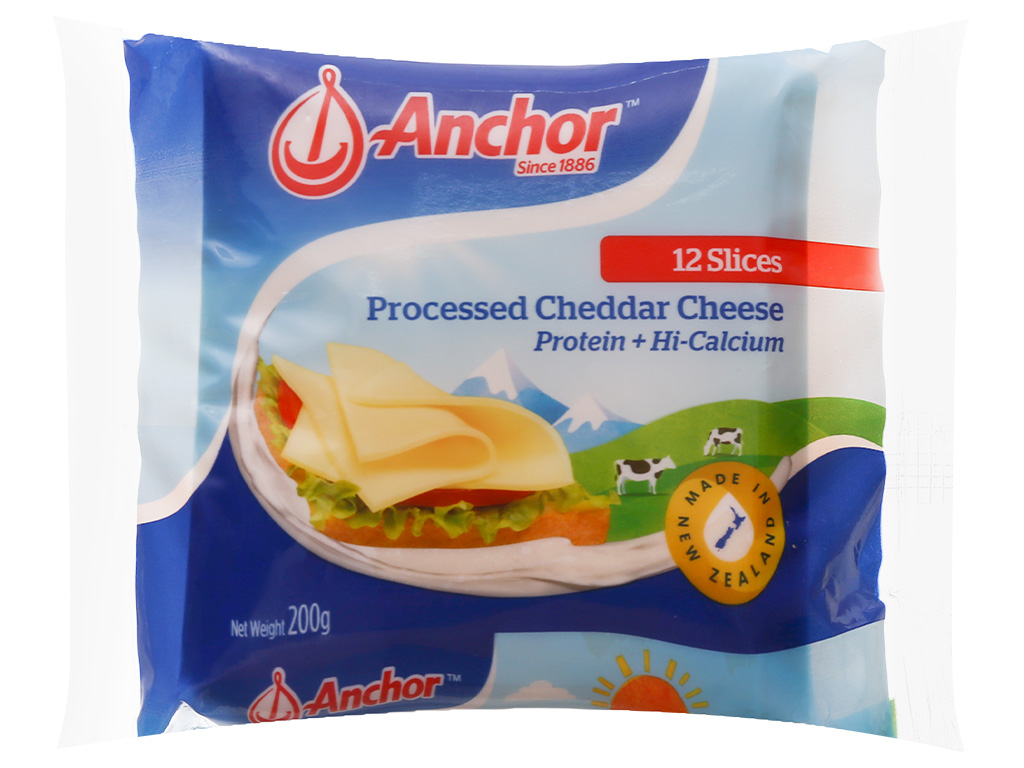 Anchor™
Since 1886
12 Slices
Processed Cheddar Cheese
Protein + Hi-Calcium
MADE IN
NEW ZEALAND
Net Weight 200g
Anchor™